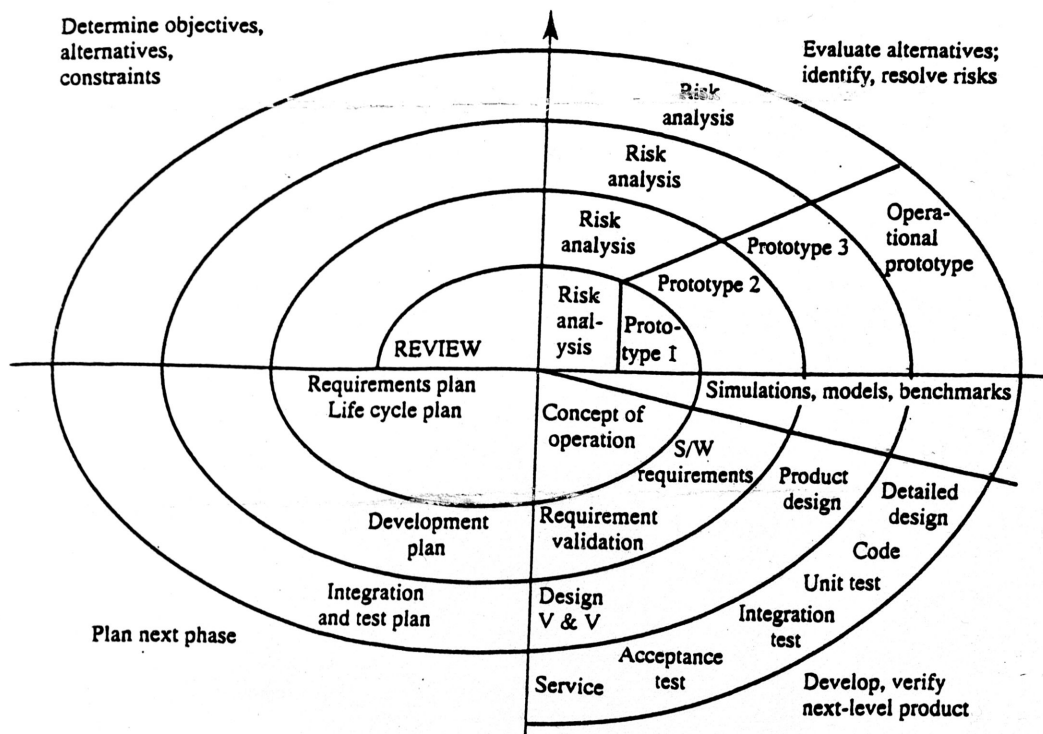 Determine objectives,
alternatives,
constraints
Evaluate alternatives;
identify, resolve risks
Risk
analysis
Risk
analysis
Risk
analysis
Risk
anal-
ysis
Proto-
type 1
Prototype 2
Prototype 3
Opera-
tional
prototype
REVIEW
Requirements plan
Life cycle plan
Simulations, models, benchmarks
Concept of
operation
S/W
requirements
Product
design
Detailed
design
Development
plan
Requirement
validation
Code
Unit test
Integration
and test plan
Design
V & V
Integration
test
Plan next phase
Acceptance
test
Service
Develop, verify
next-level product